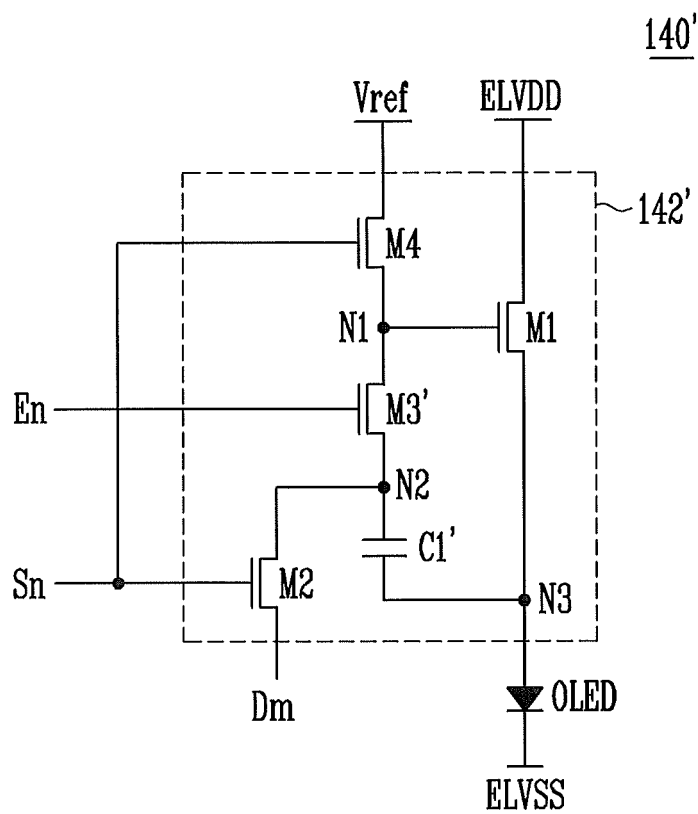 140'
Vref
ELVDD
142'
M4
N1
M1
En
M3'
N2
C1'
Sn
M2
N3
Dm
OLED
ELVSS